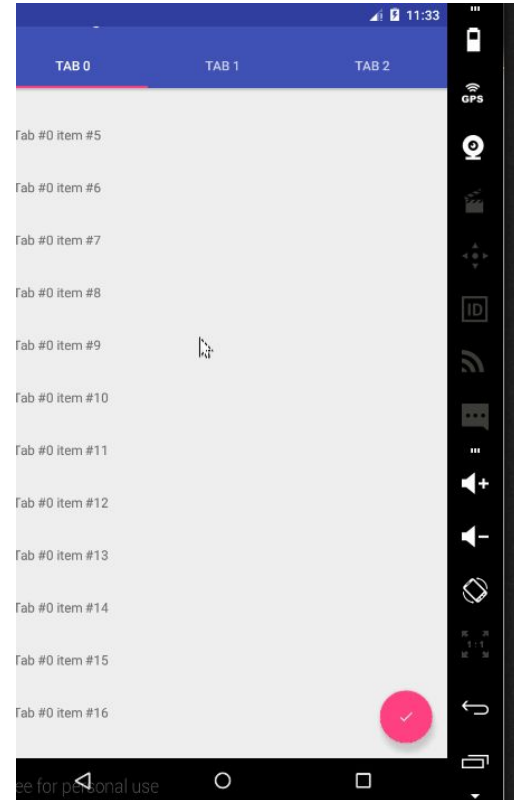 11:33
TAB 0 TAB 1 TAB 2
GPS
Tab #0 item #5
Tab #0 item #6
Tab #0 item #7
Tab #0 item #8
ID
Tab #0 item #9
Tab #0 item #10
Tab #0 item #11
Tab #0 item #12
Tab #0 item #13
Tab #0 item #14
1:1
Tab #0 item #15
Tab #0 item #16
ee for personal use